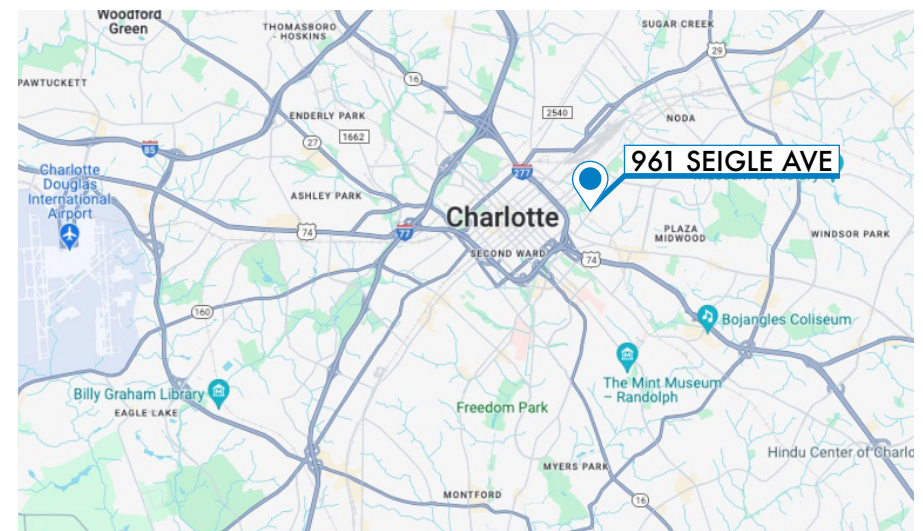 Woodford
Green
THOMASBORO
- HOSKINS
SUGAR CREEK
29
PAWTUCKETT
16
2540
NODA
ENDERLY PARK
1662
27
85
277
961 SEIGLE AVE
Charlotte
Douglas
International
Airport
ASHLEY PARK
74
77
Charlotte
SECOND WARD
74
PLAZA
MIDWOOD
WINDSOR PARK
160
Bojangles Coliseum
Billy Graham Library
EAGLE LAKE
The Mint Museum
– Randolph
Freedom Park
Hindu Center of Charlo
MYERS PARK
MONTFORD
16